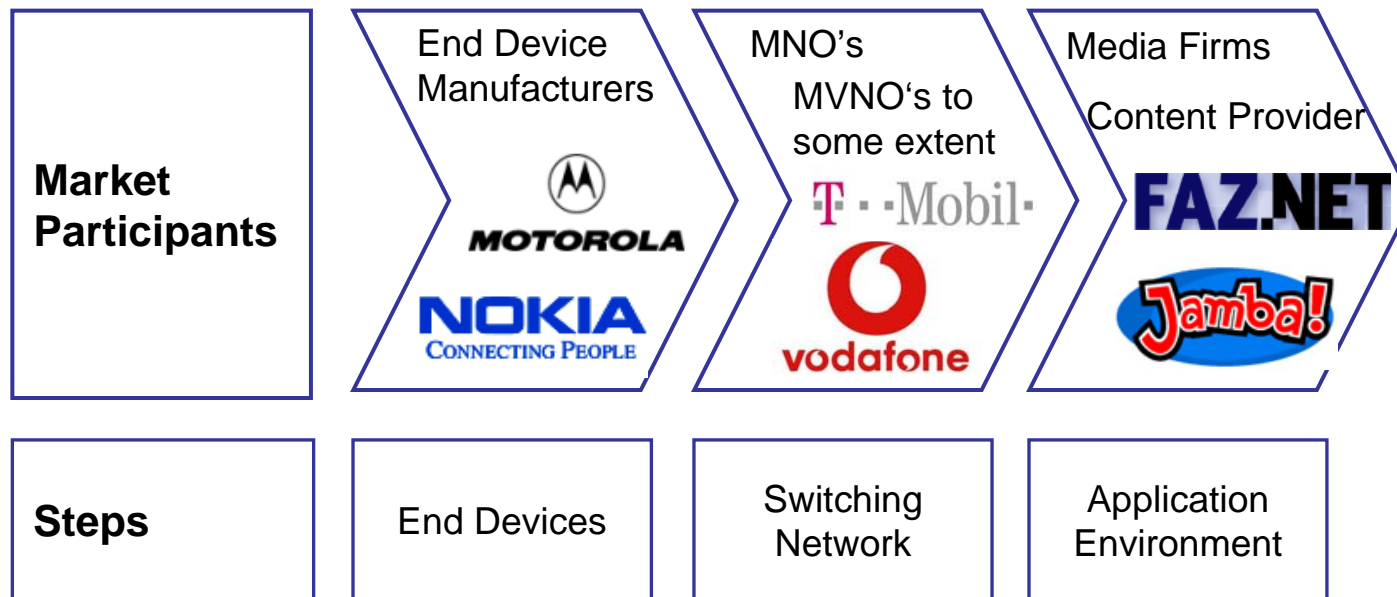 Market
Participants
End Device
Manufacturers
MOTOROLA
NOKIA
CONNECTING PEOPLE
MNO's
MVNO‘s to
some extent
T··Mobil·
vodafone
Media Firms
Content Provider
FAZ.NET
Jamba!
Steps
End Devices
Switching
Network
Application
Environment